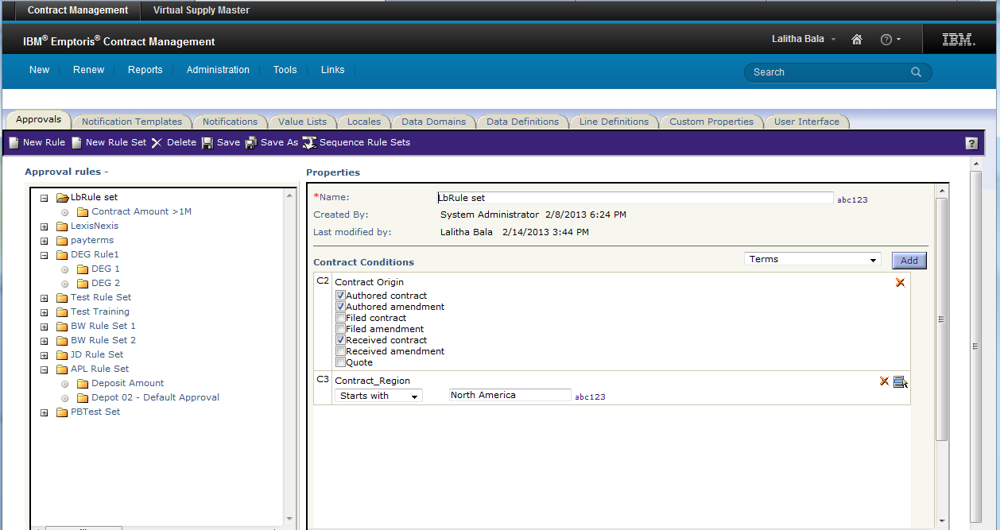 Contract Management Virtual Supply Master
IBM® Emptoris® Contract Management
Lalitha Bala
IBM.
New Renew Reports Administration Tools Links
Search
Approvals Notification Templates Notifications Value Lists Locales Data Domains Data Definitions Line Definitions Custom Properties User Interface
New Rule New Rule Set Delete Save Save As Sequence Rule Sets
Approval rules -
LbRule set
Contract Amount >1M
LexisNexis
payterms
DEG Rule1
DEG 1
DEG 2
Test Rule Set
Test Training
BW Rule Set 1
BW Rule Set 2
JD Rule Set
APL Rule Set
Deposit Amount
Depot 02 - Default Approval
PBTest Set
Properties
*Name: LbRule set abc123
Created By: System Administrator 2/8/2013 6:24 PM
Last modified by: Lalitha Bala 2/14/2013 3:44 PM
Contract Conditions Terms Add
C2 Contract Origin
Authored contract
Authored amendment
Filed contract
Filed amendment
Received contract
Received amendment
Quote
C3 Contract_Region
Starts with North America abc123